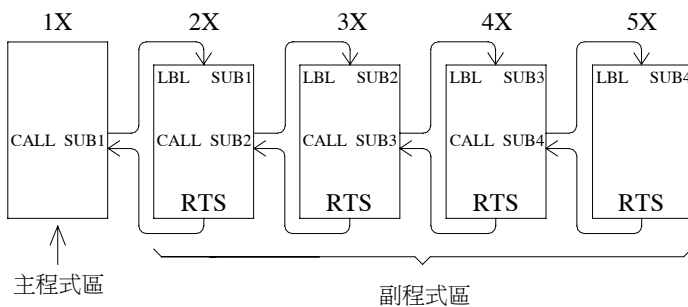 1X 2X 3X 4X 5X
LBL SUB1 LBL SUB2 LBL SUB3 LBL SUB4
CALL SUB1 CALL SUB2 CALL SUB3 CALL SUB4
RTS RTS RTS RTS
主程式區
副程式區